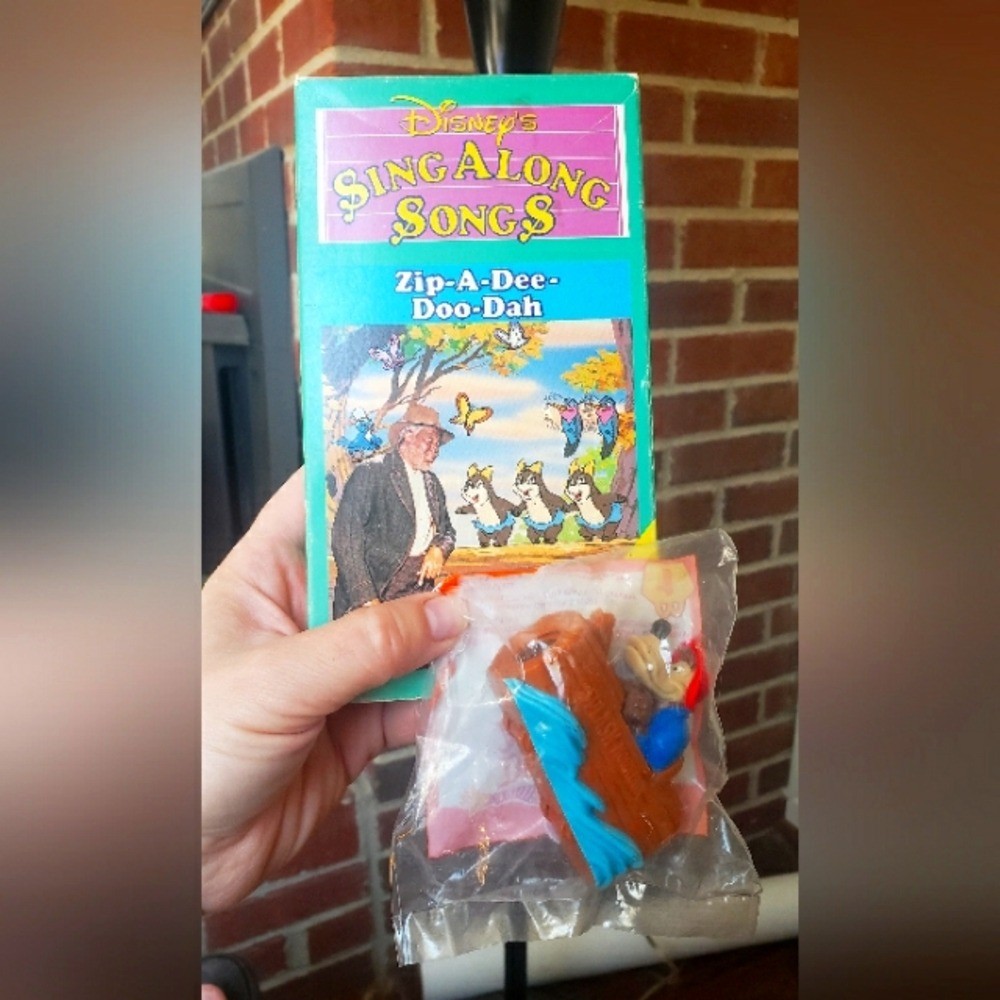 Disney's
Sing Along
Songs
Zip-A-Dee-
Doo-Dah